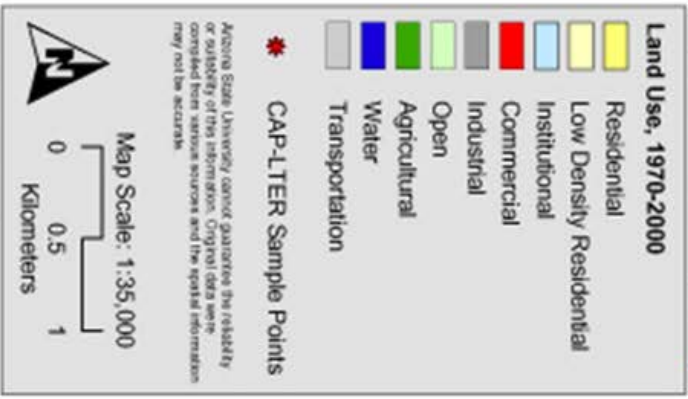 Land Use, 1970-2000
Residential
Low Density Residential
Institutional
Commercial
Industrial
Open
Agricultural
Water
Transportation
CAP-LTER Sample Points
Arizona State University cannot guarantee the reliability
or suitability of this information. Original data were
compiled from various sources and the spatial information
may not be accurate.
Map Scale: 1:35,000
N
0 0.5 1
Kilometers